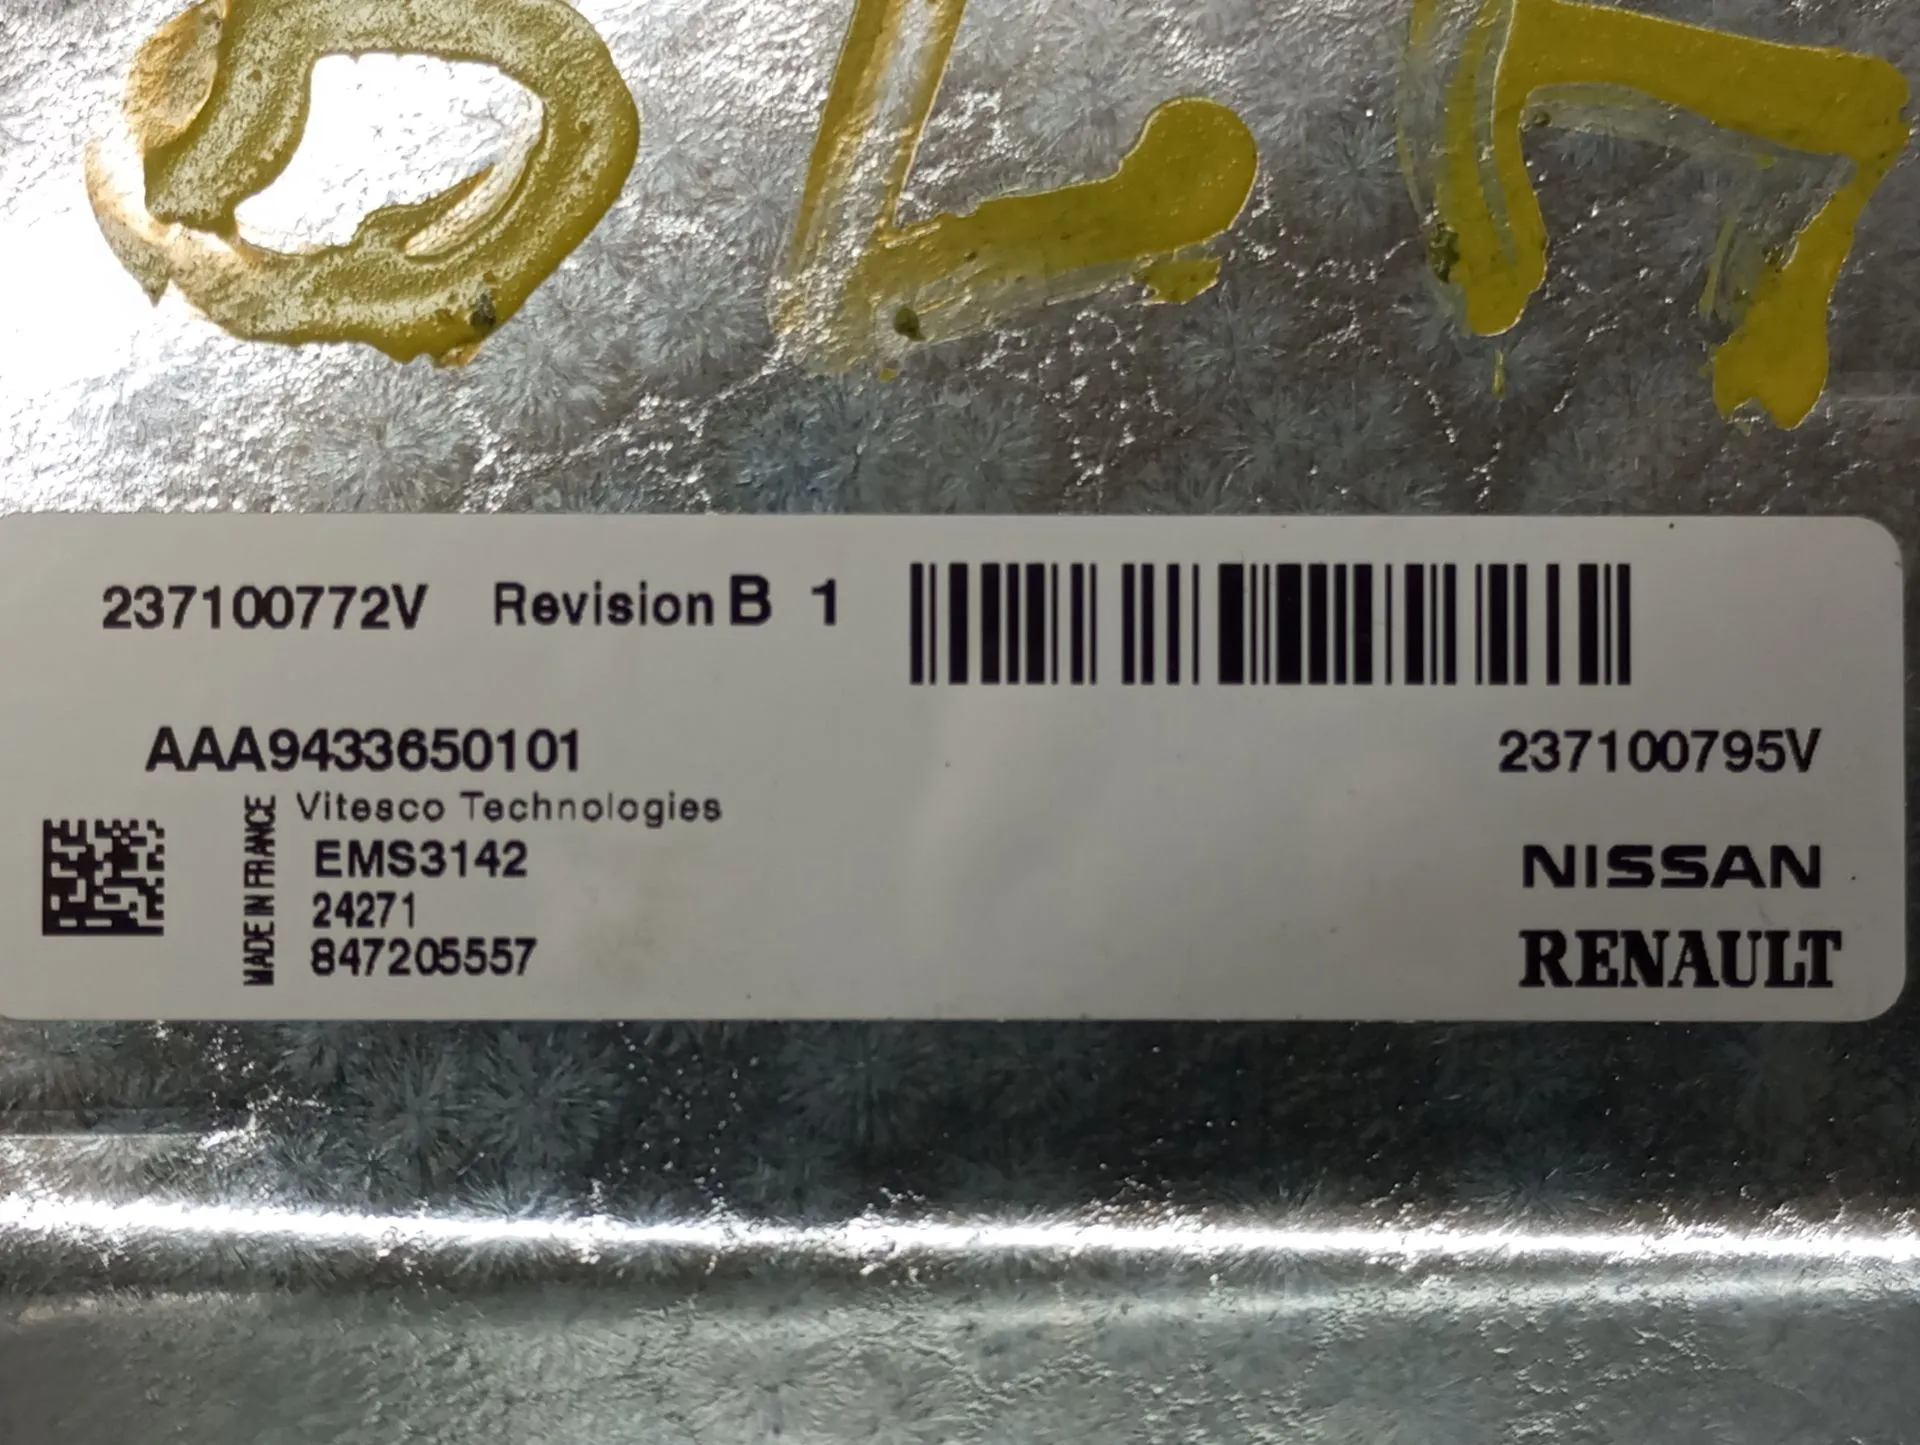 237100772V Revision B 1
AAA9433650101
237100795V
Vitesco Technologies
MADE IN FRANCE
EMS3142
24271
847205557
NISSAN
RENAULT